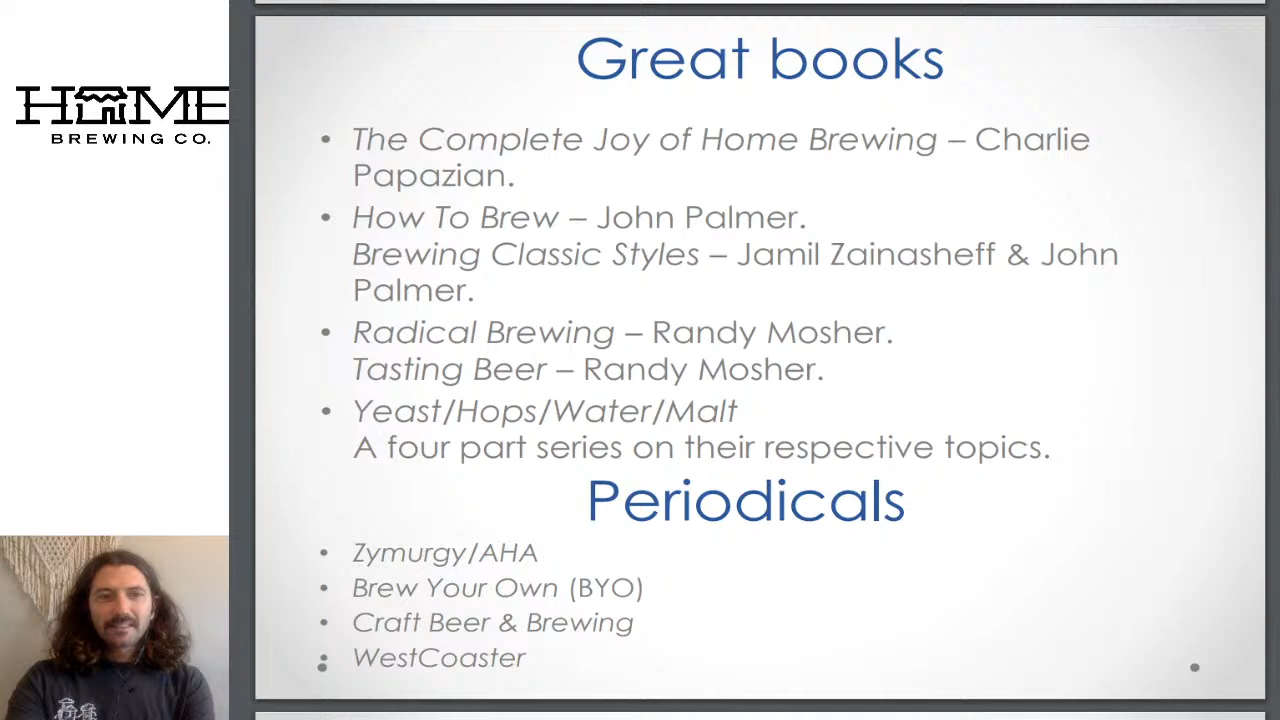 HOME
BREWING CO.
Great books
• The Complete Joy of Home Brewing – Charlie
Papazian.
• How To Brew – John Palmer.
Brewing Classic Styles – Jamil Zainasheff & John
Palmer.
• Radical Brewing – Randy Mosher.
Tasting Beer – Randy Mosher.
• Yeast/Hops/Water/Malt
A four part series on their respective topics.
Periodicals
• Zymurgy/AHA
• Brew Your Own (BYO)
• Craft Beer & Brewing
• WestCoaster